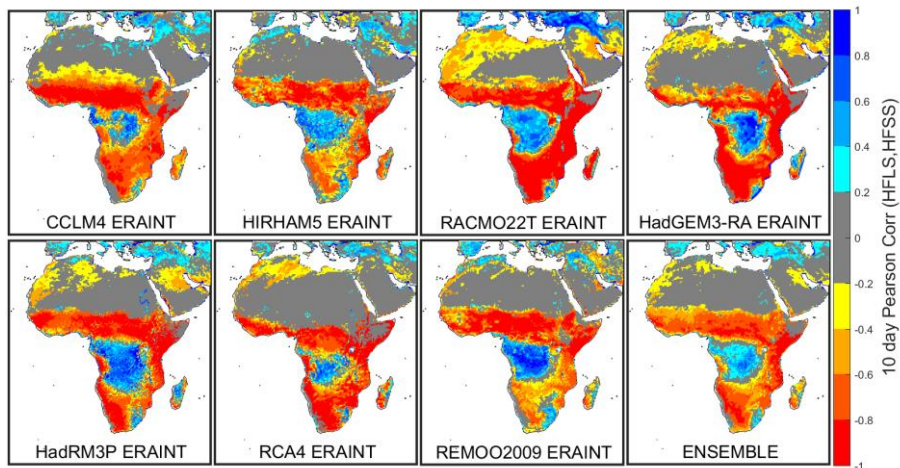 CCLM4 ERAINT
HIRHAM5 ERAINT
RACMO22T ERAINT
HadGEM3-RA ERAINT
HadRM3P ERAINT
RCA4 ERAINT
REMOO2009 ERAINT
ENSEMBLE
1
0.8
0.6
0.4
0.2
0
-0.2
-0.4
-0.6
-0.8
-1
10 day Pearson Corr (HFLS,HFSS)